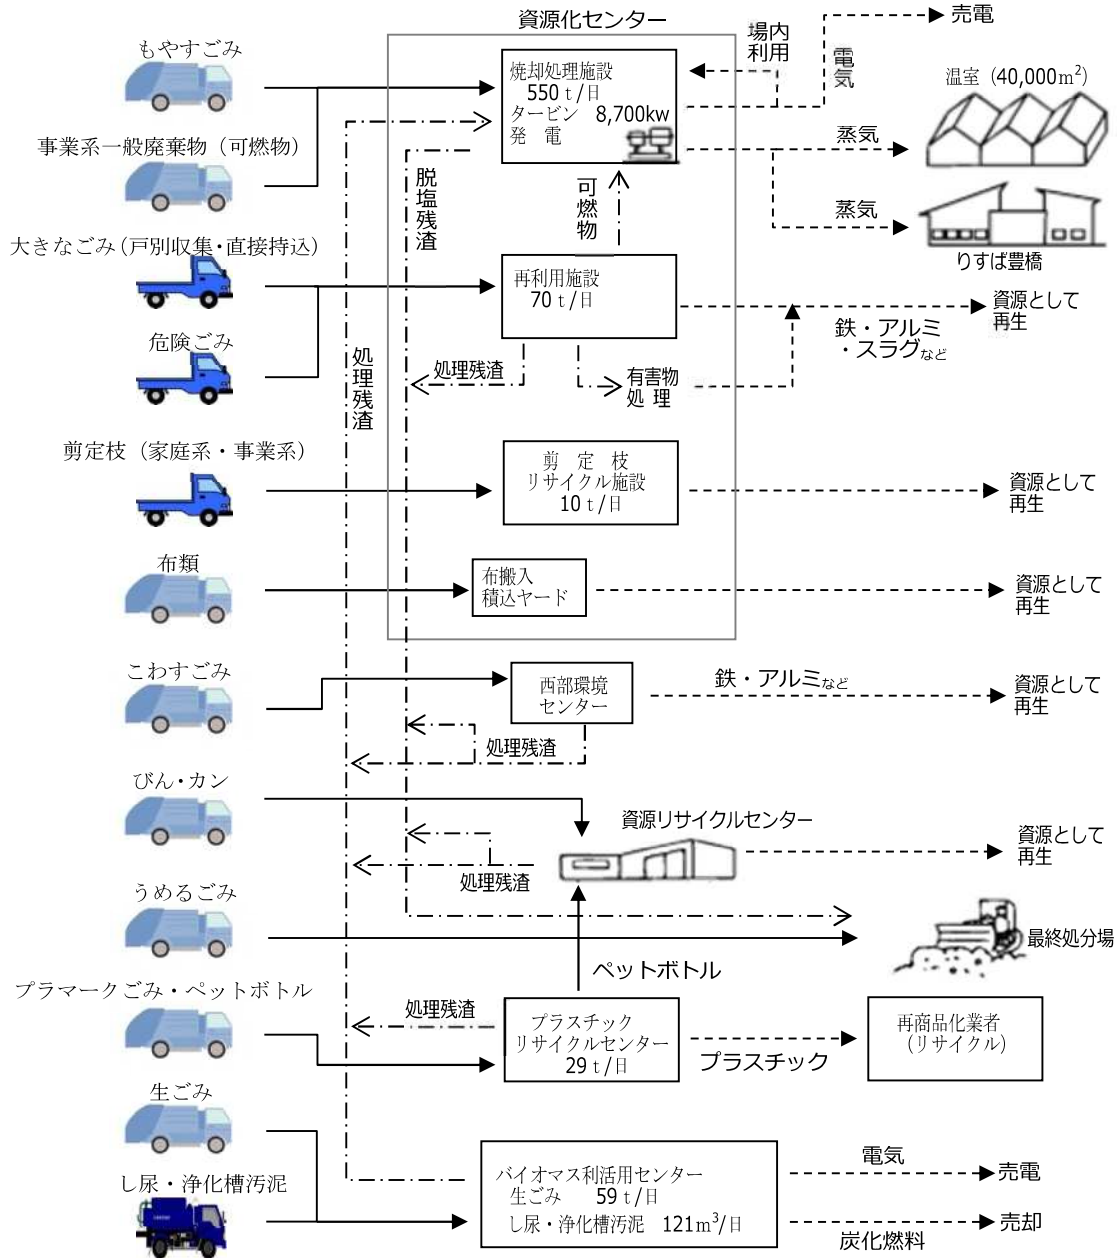 資源化センター
もやすごみ
事業系一般廃棄物（可燃物）
大きなごみ（戸別収集・直接持込）
危険ごみ
剪定枝（家庭系・事業系）
布類
こわすごみ
びん・カン
うめるごみ
プラマークごみ・ペットボトル
生ごみ
し尿・浄化槽汚泥
焼却処理施設
550ｔ/日
タービン 8,700kw
発 電
場内
利用
電気
売電
温室（40,000m²）
蒸気
蒸気
りすば豊橋
脱塩残渣
可燃物
処理残渣
再利用施設
70ｔ/日
処理残渣
有害物
処 理
鉄・アルミ
・スラグなど
資源として
再生
剪 定 枝
リサイクル施設
10ｔ/日
資源として
再生
布搬入
積込ヤード
資源として
再生
西部環境
センター
鉄・アルミなど
資源として
再生
処理残渣
資源リサイクルセンター
資源として
再生
処理残渣
最終処分場
ペットボトル
処理残渣
プラスチック
リサイクルセンター
29ｔ/日
プラスチック
再商品化業者
（リサイクル）
バイオマス利活用センター
生ごみ 59ｔ/日
し尿・浄化槽汚泥 121m³/日
電気
売電
炭化燃料
売却